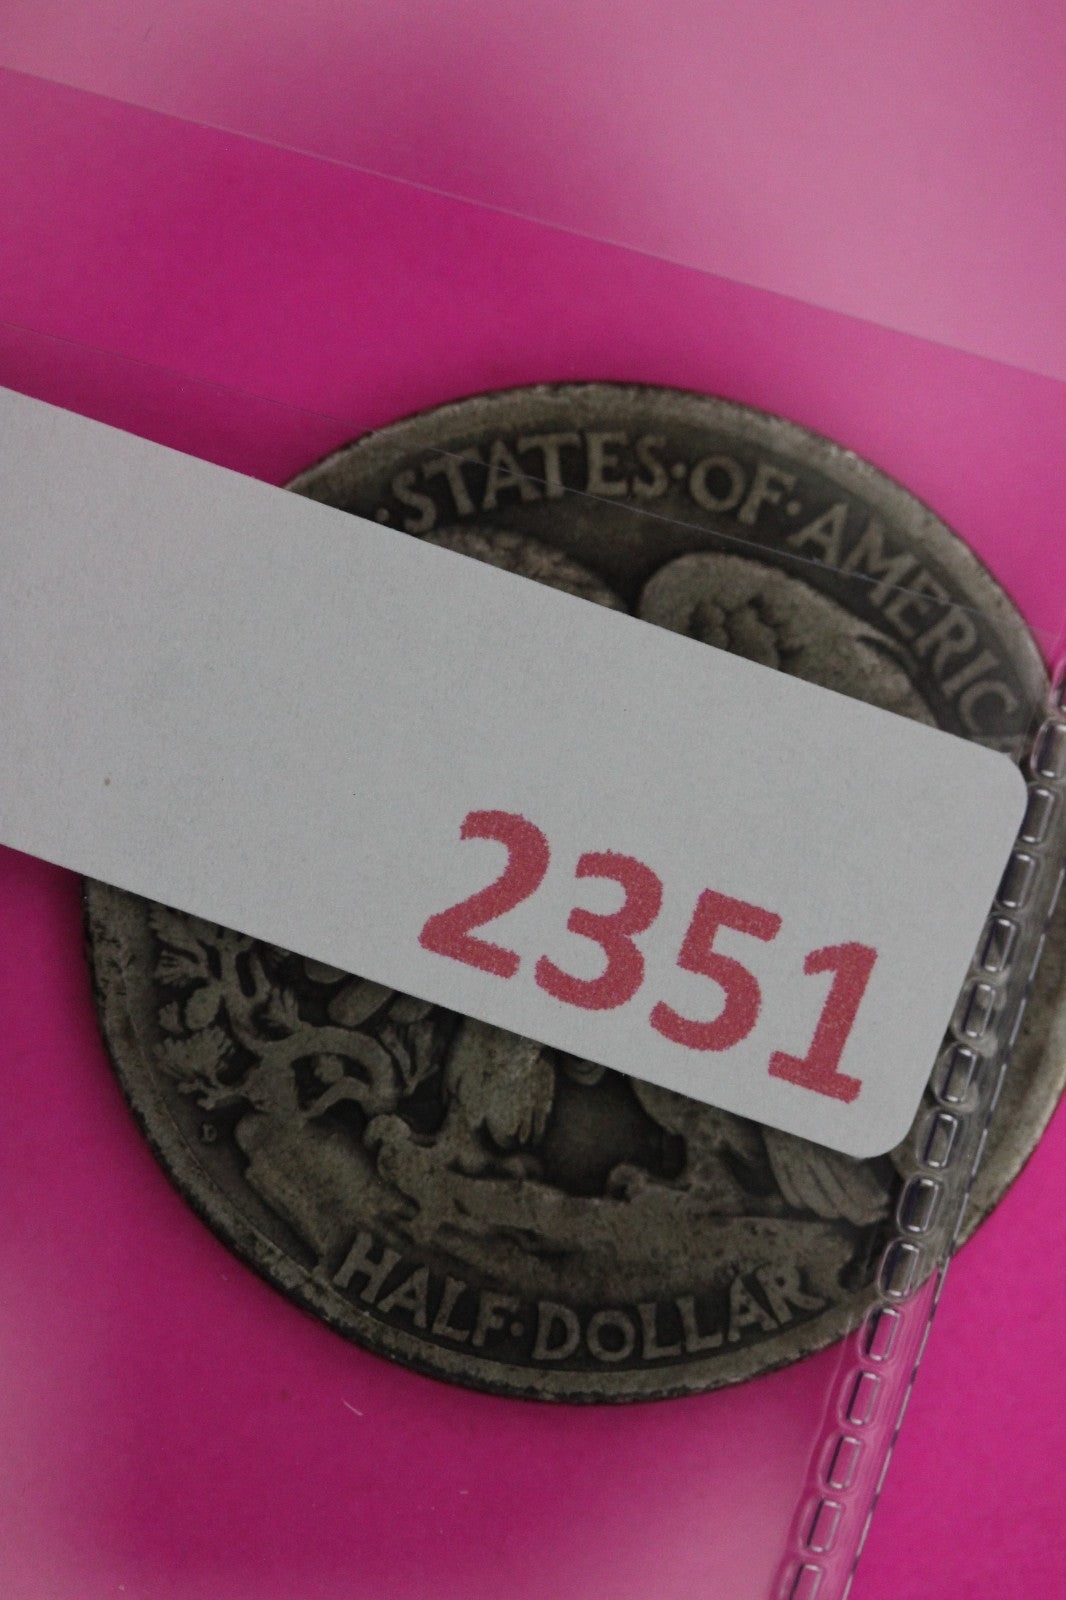 ·STATES·OF·AMERIC
2351
D
HALF·DOLLAR